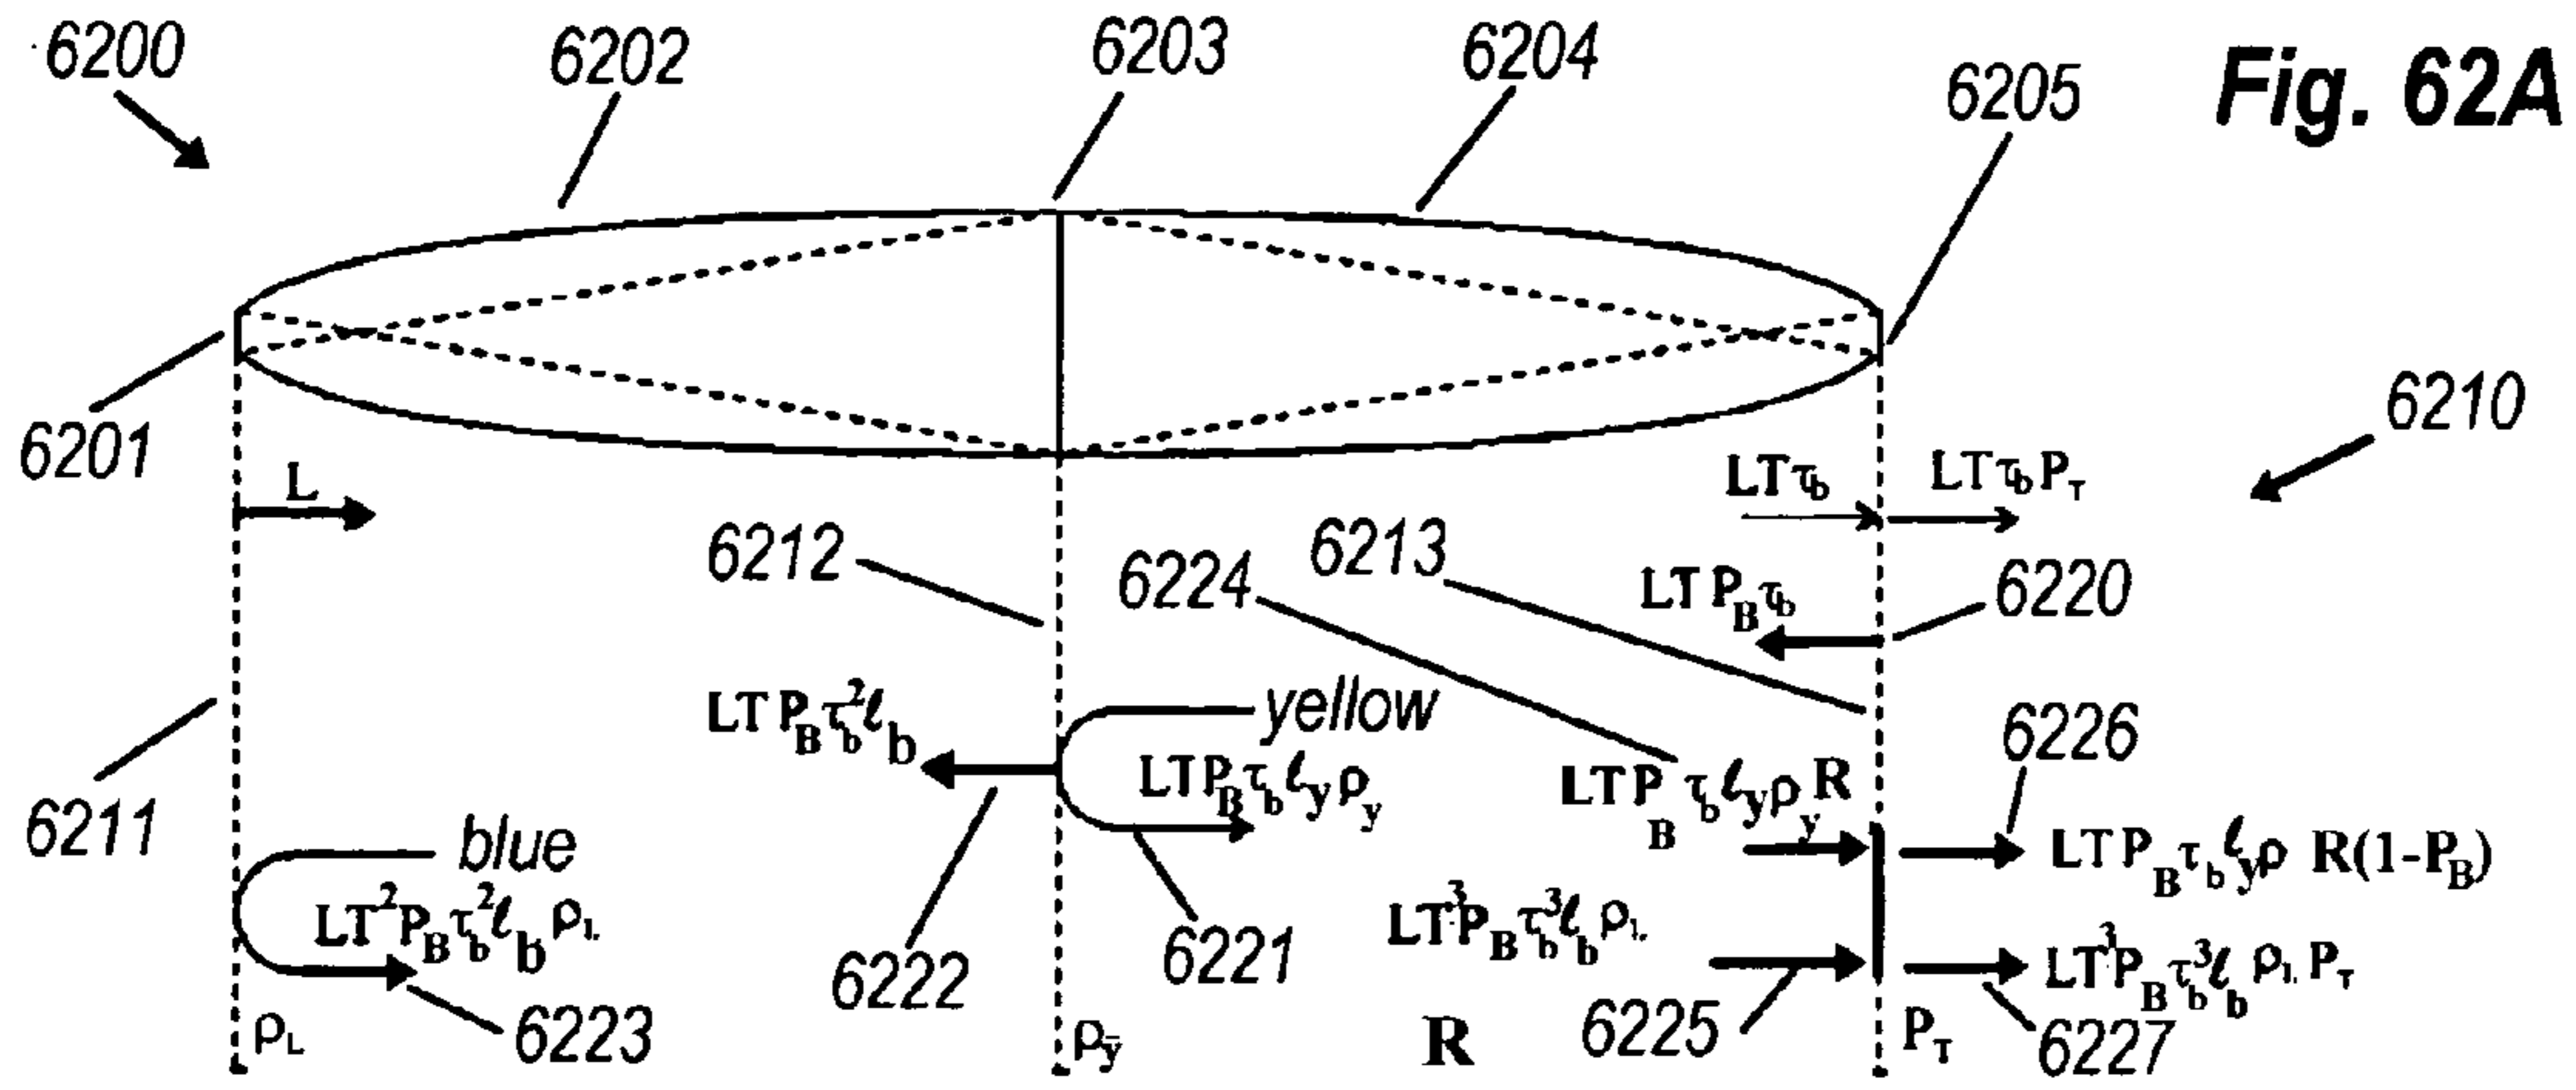 6200
6202
6203
6204
6205
Fig. 62A
6201
6210
L
LTτb
LTτbPT
6212
6224
6213
LTPBτb
6220
6211
LTPBτb²ℓb
yellow
LTPBτbℓyρy
LTPBτbℓyρyR
6226
LTPBτbℓyρ R(1-PB)
blue
LT²PBτb²ℓbρL
6222
6221
LT³PBτb³ℓbρL
LT³PBτb³ℓbρLPT
ρL
6223
ρy
R
6225
PT
6227